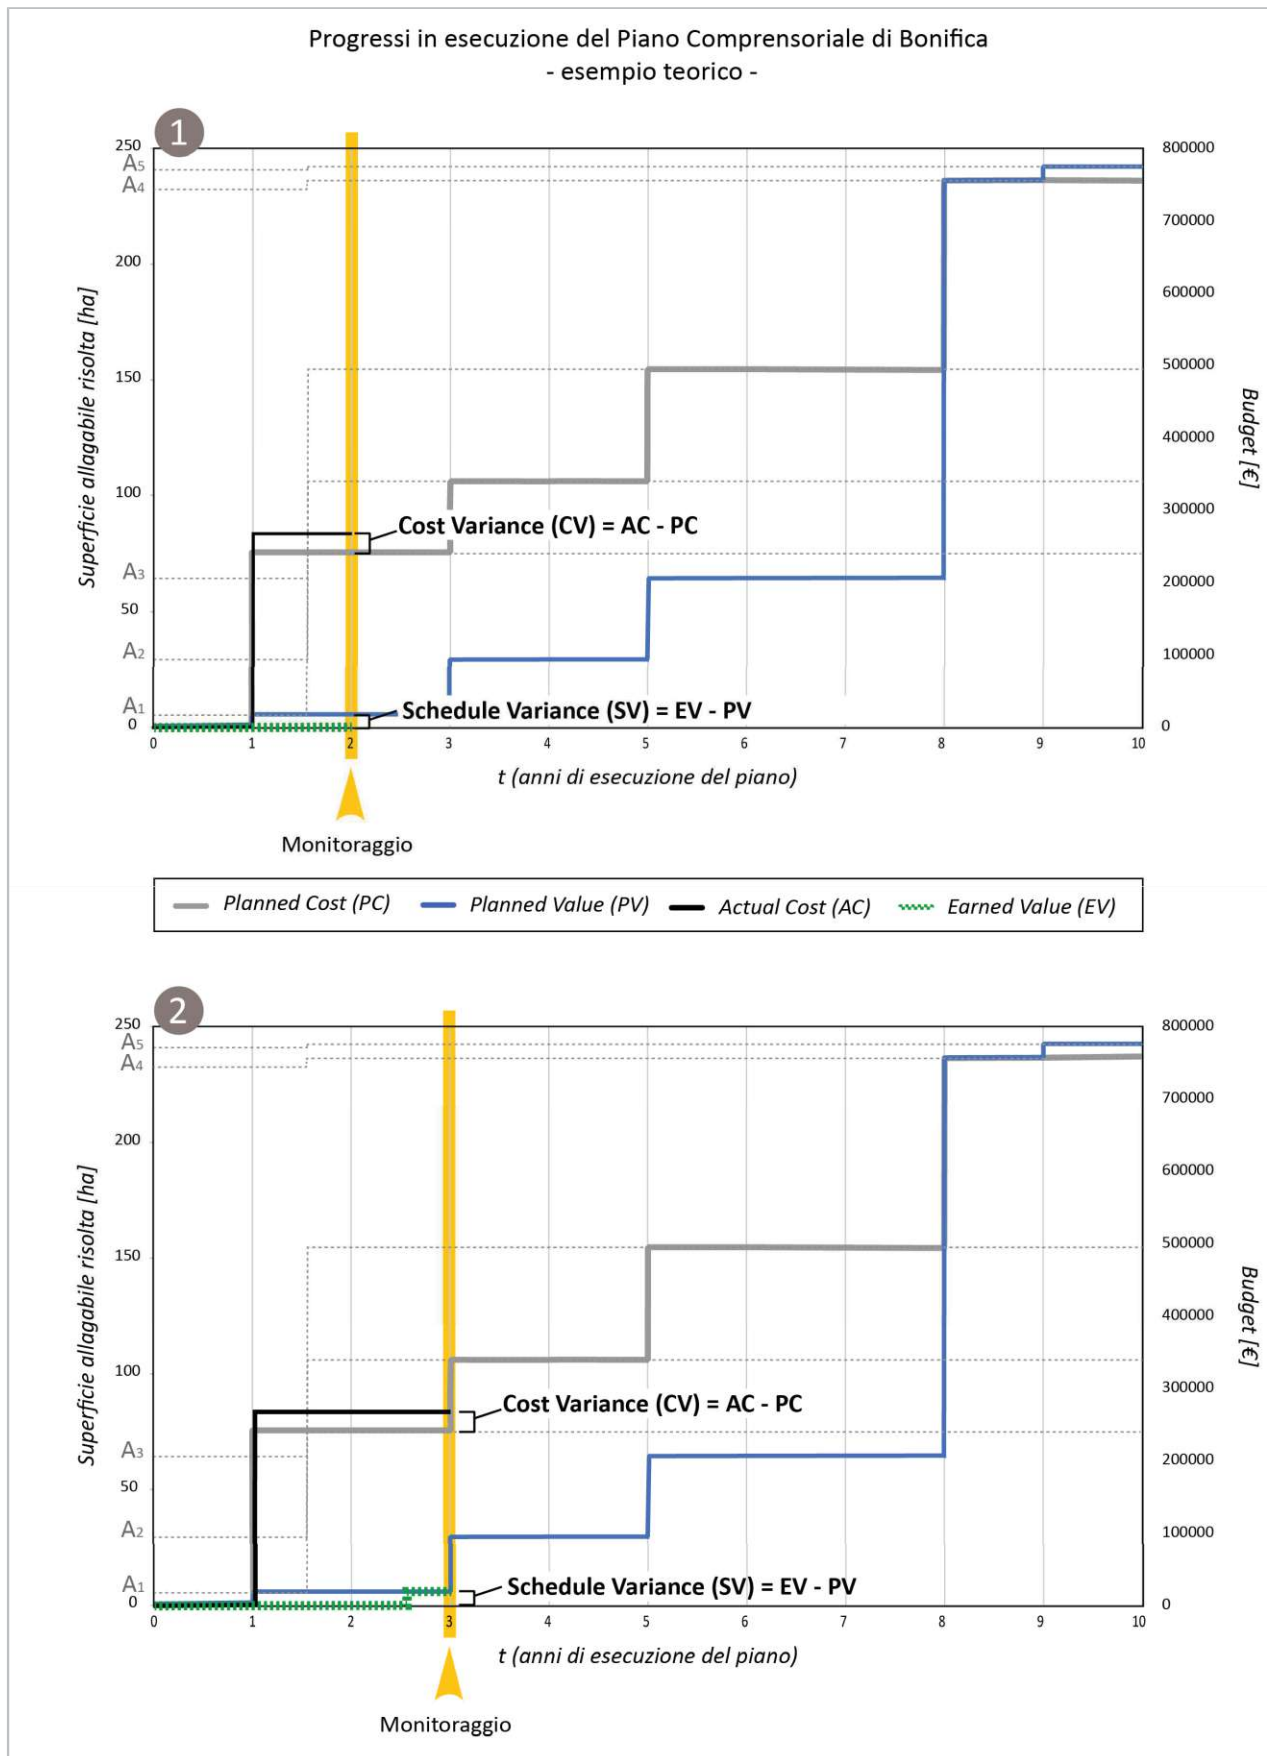 Progressi in esecuzione del Piano Comprensoriale di Bonifica
- esempio teorico -
1
250
200
150
100
50
0
A5
A4
A3
A2
A1
Superficie allagabile risolta [ha]
800000
700000
600000
500000
400000
300000
200000
100000
0
Budget [€]
Cost Variance (CV) = AC - PC
Schedule Variance (SV) = EV - PV
0 1 2 3 4 5 6 7 8 9 10
t (anni di esecuzione del piano)
Monitoraggio
Planned Cost (PC) Planned Value (PV) Actual Cost (AC) Earned Value (EV)
2
250
200
150
100
50
0
A5
A4
A3
A2
A1
Superficie allagabile risolta [ha]
800000
700000
600000
500000
400000
300000
200000
100000
0
Budget [€]
Cost Variance (CV) = AC - PC
Schedule Variance (SV) = EV - PV
0 1 2 3 4 5 6 7 8 9 10
t (anni di esecuzione del piano)
Monitoraggio